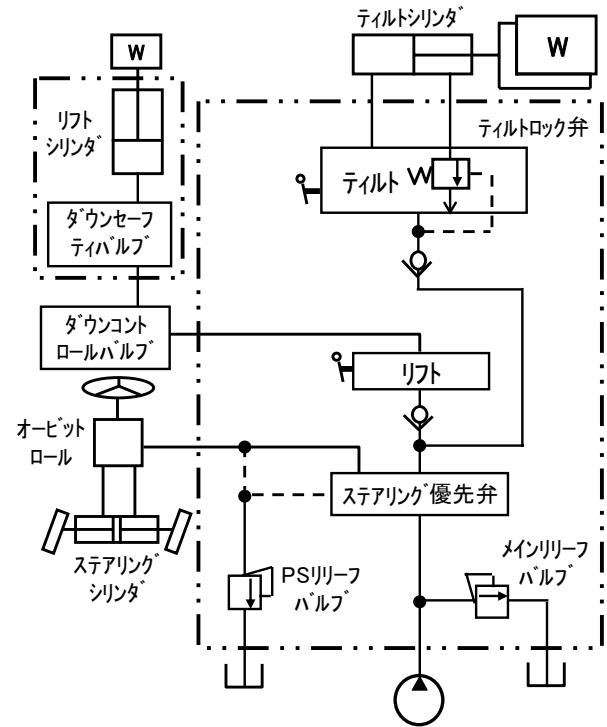 ティルトシリンダ
W
W
リフト
シリンダ
ティルトロック弁
ティルト
ダウンセーフ
ティバルブ
ダウンコント
ロールバルブ
リフト
オービット
ロール
ステアリング優先弁
ステアリング
シリンダ
PSリリーフ
バルブ
メインリリーフ
バルブ